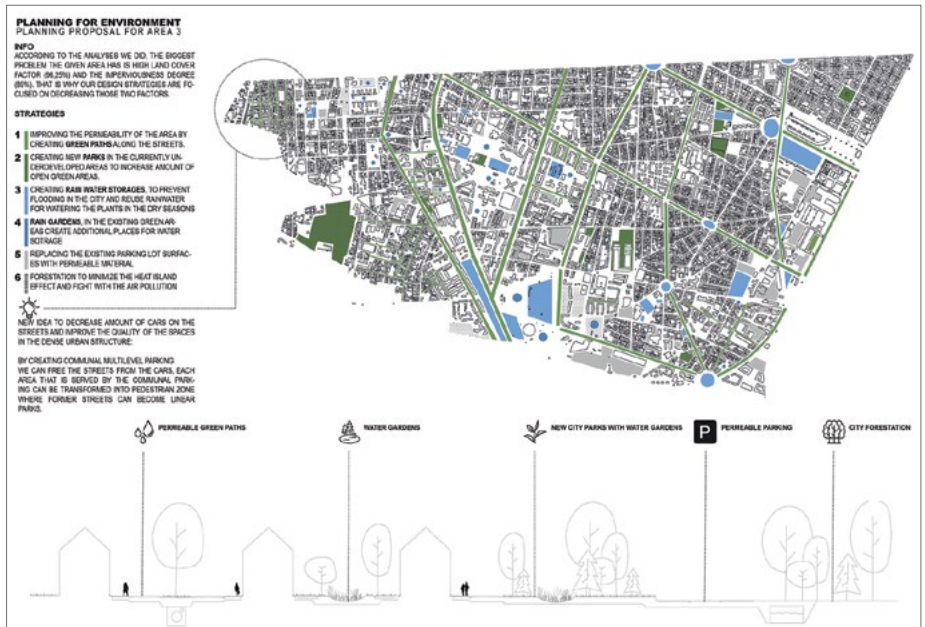 PLANNING FOR ENVIRONMENT
PLANNING PROPOSAL FOR AREA 3
INFO
ACCORDING TO THE ANALYSES WE DID, THE BIGGEST
PROBLEM THE GIVEN AREA HAS IS HIGH LAND COVER
FACTOR (96,25%) AND THE IMPERVIOUSNESS DEGREE
(80%). THAT IS WHY OUR DESIGN STRATEGIES ARE FO-
CUSED ON DECREASING THOSE TWO FACTORS.
STRATEGIES
1 IMPROVING THE PERMEABILITY OF THE AREA BY
CREATING GREEN PATHS ALONG THE STREETS.
2 CREATING NEW PARKS IN THE CURRENTLY UN-
DERDEVELOPED AREAS TO INCREASE AMOUNT OF
OPEN GREEN AREAS.
3 CREATING RAIN WATER STORAGES, TO PREVENT
FLOODING IN THE CITY AND REUSE RAINWATER
FOR WATERING THE PLANTS IN THE DRY SEASONS
4 RAIN GARDENS, IN THE EXISTING GREEN AR-
EAS CREATE ADDITIONAL PLACES FOR WATER
SOTRAGE
5 REPLACING THE EXISTING PARKING LOT SURFAC-
ES WITH PERMEABLE MATERIAL
6 FORESTATION TO MINIMIZE THE HEAT ISLAND
EFFECT AND FIGHT WITH THE AIR POLLUTION
NEW IDEA TO DECREASE AMOUNT OF CARS ON THE
STREETS AND IMPROVE THE QUALITY OF THE SPACES
IN THE DENSE URBAN STRUCTURE:
BY CREATING COMMUNAL MULTILEVEL PARKING
WE CAN FREE THE STREETS FROM THE CARS, EACH
AREA THAT IS SERVED BY THE COMMUNAL PARK-
ING CAN BE TRANSFORMED INTO PEDESTRIAN ZONE
WHERE FORMER STREETS CAN BECOME LINEAR
PARKS.
PERMEABLE GREEN PATHS
WATER GARDENS
NEW CITY PARKS WITH WATER GARDENS
P PERMEABLE PARKING
CITY FORESTATION